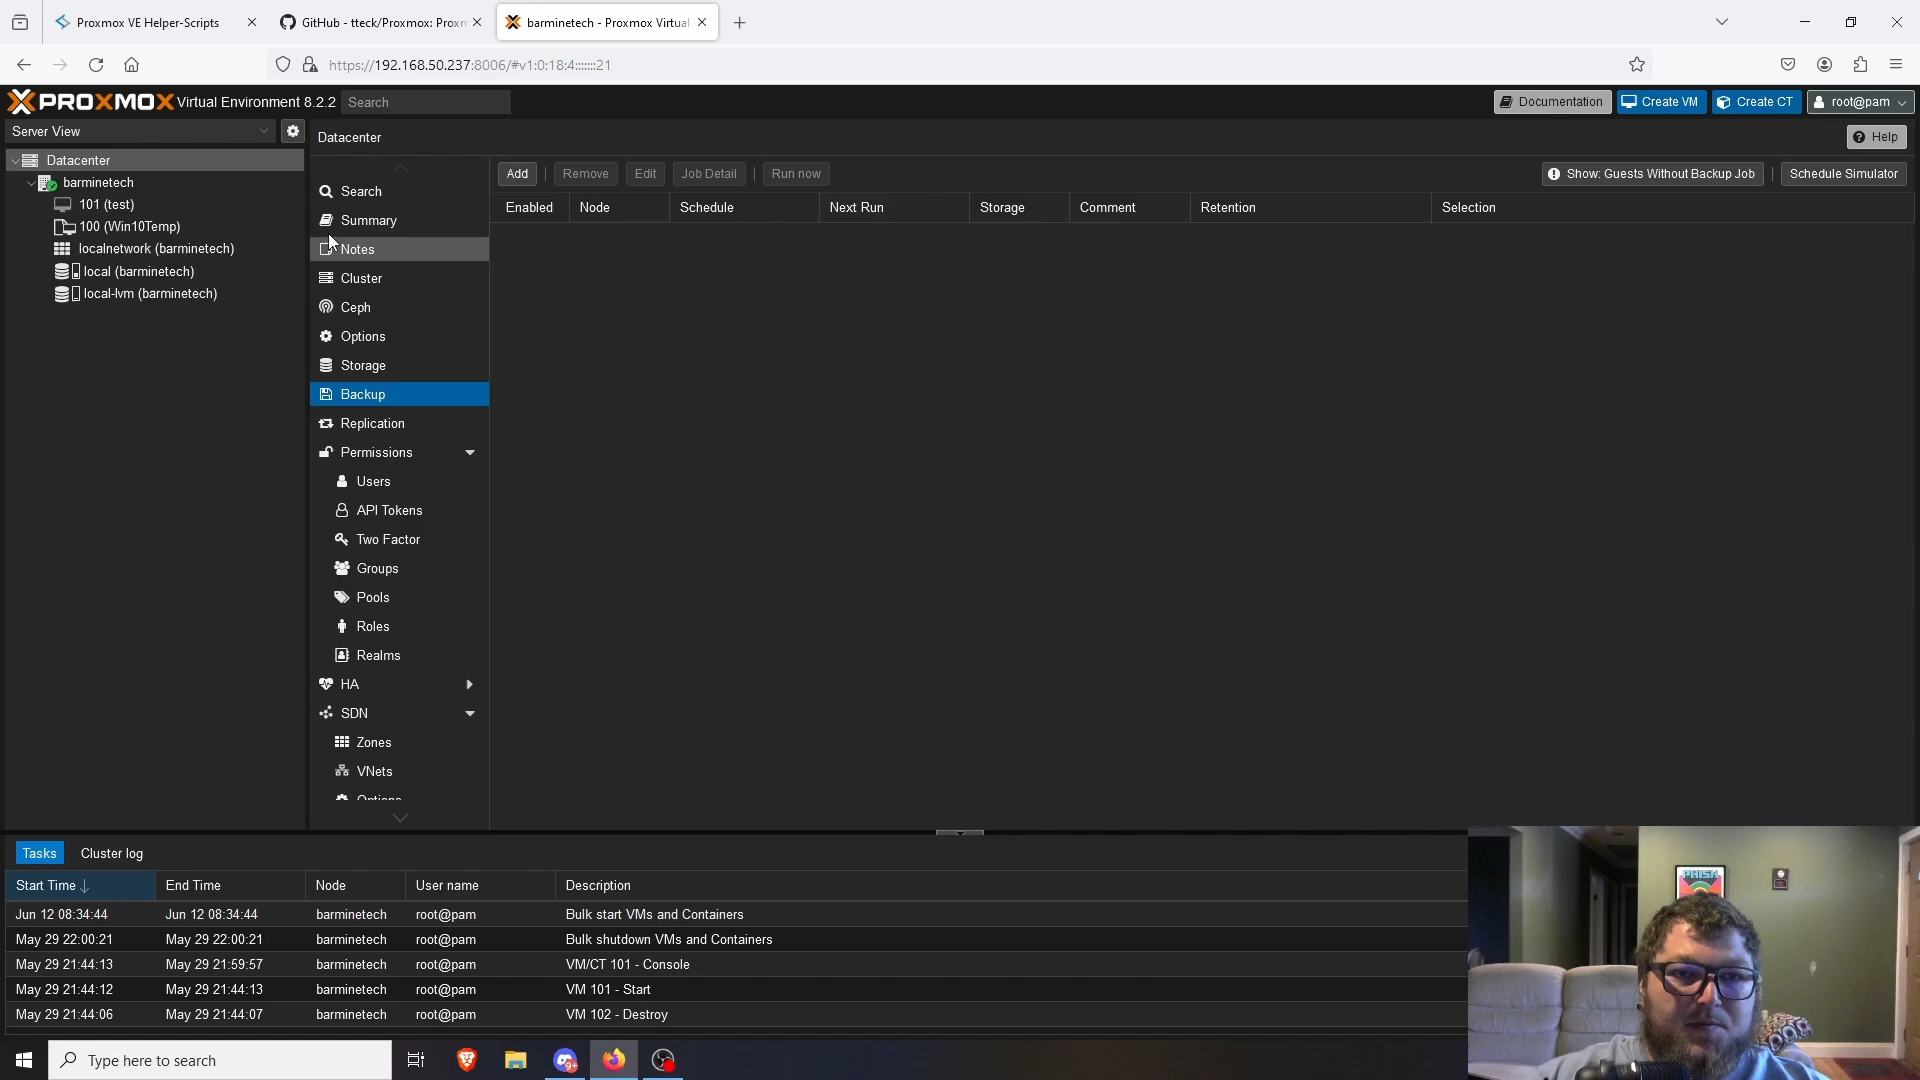 Proxmox VE Helper-Scripts
GitHub - tteck/Proxmox: Proxm
barminetech - Proxmox Virtual
https://192.168.50.237:8006/#v1:0:18:4:::::::21
PROXMOX Virtual Environment 8.2.2
Search
Documentation
Create VM
Create CT
root@pam
Server View
Datacenter
Help
Datacenter
barminetech
101 (test)
100 (Win10Temp)
localnetwork (barminetech)
local (barminetech)
local-lvm (barminetech)
Search
Summary
Notes
Cluster
Ceph
Options
Storage
Backup
Replication
Permissions
Users
API Tokens
Two Factor
Groups
Pools
Roles
Realms
HA
SDN
Zones
VNets
Options
Add
Remove
Edit
Job Detail
Run now
Show: Guests Without Backup Job
Schedule Simulator
Enabled Node Schedule Next Run Storage Comment Retention Selection
Tasks Cluster log
Start Time End Time Node User name Description
Jun 12 08:34:44 Jun 12 08:34:44 barminetech root@pam Bulk start VMs and Containers
May 29 22:00:21 May 29 22:00:21 barminetech root@pam Bulk shutdown VMs and Containers
May 29 21:44:13 May 29 21:59:57 barminetech root@pam VM/CT 101 - Console
May 29 21:44:12 May 29 21:44:13 barminetech root@pam VM 101 - Start
May 29 21:44:06 May 29 21:44:07 barminetech root@pam VM 102 - Destroy
Type here to search
9+
PHISH